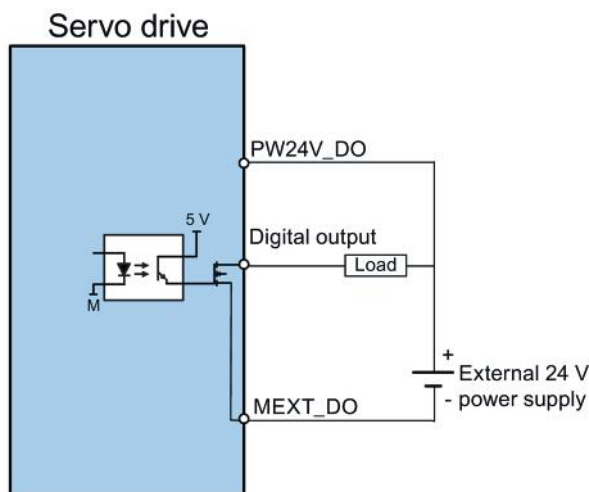 Servo drive
PW24V_DO
5 V
Digital output
Load
M
+
External 24 V
- power supply
MEXT_DO